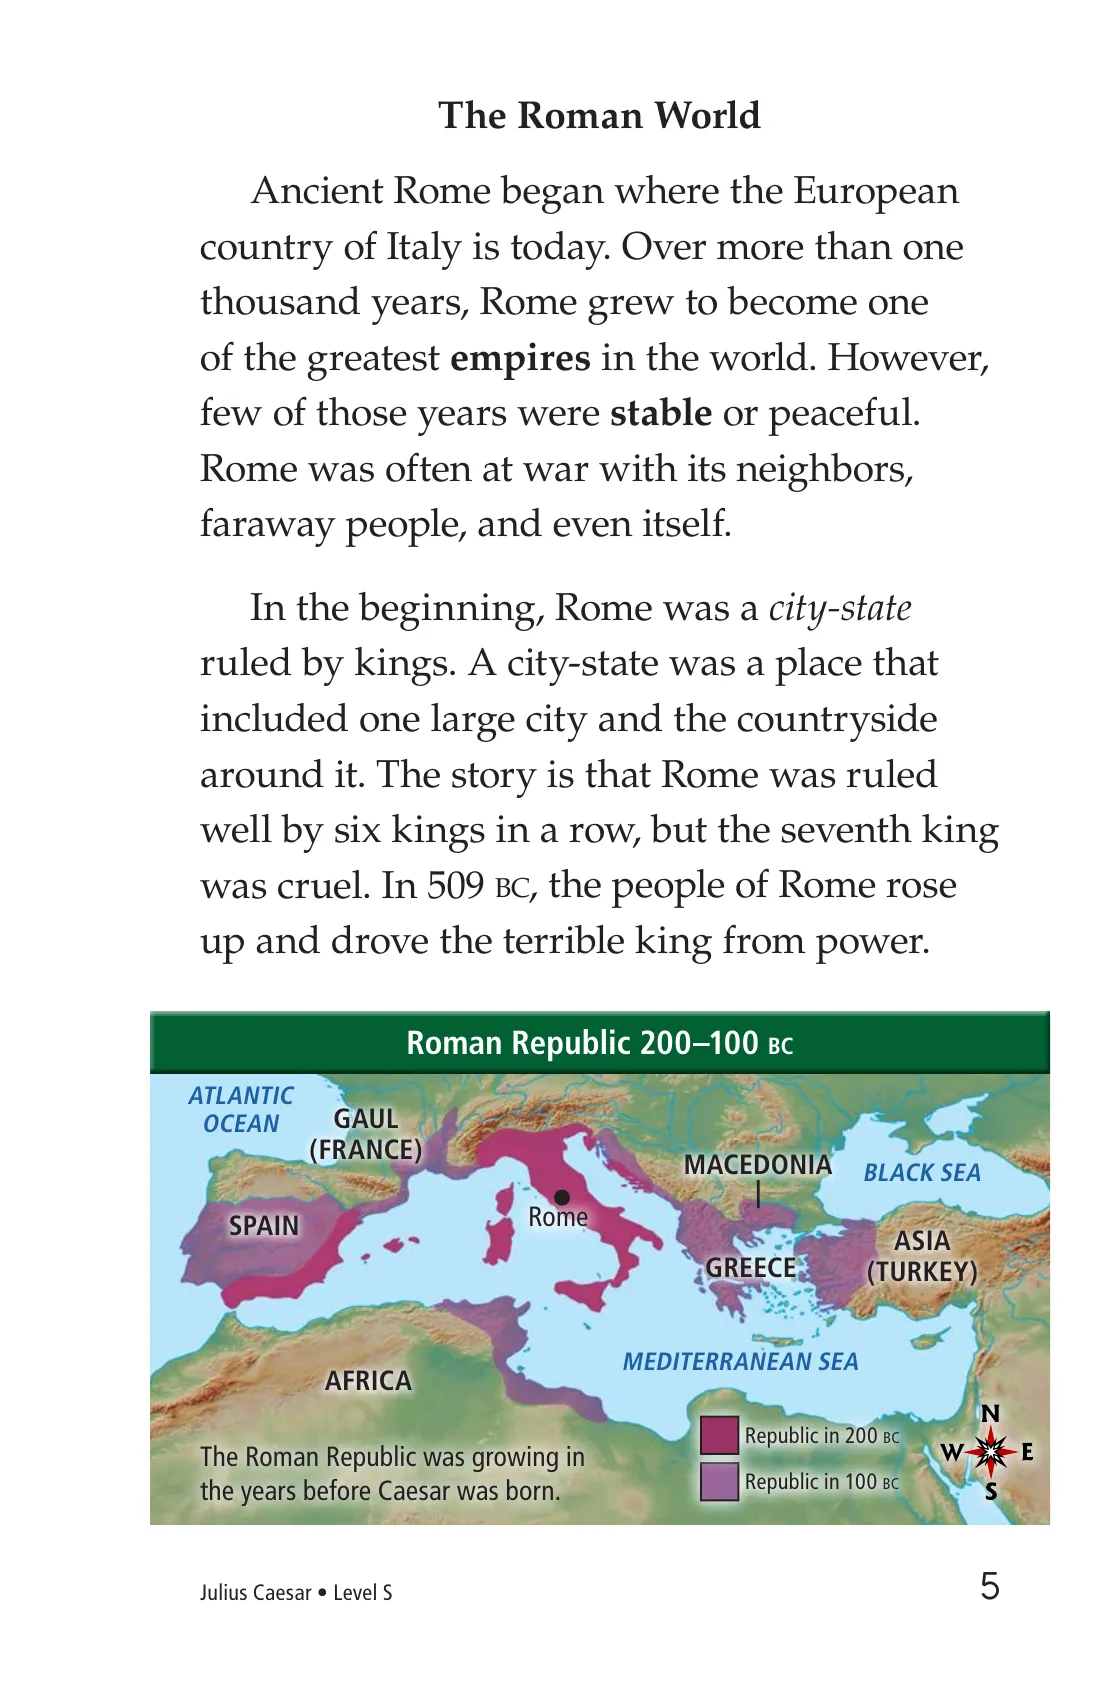 The Roman World
Ancient Rome began where the European
country of Italy is today. Over more than one
thousand years, Rome grew to become one
of the greatest empires in the world. However,
few of those years were stable or peaceful.
Rome was often at war with its neighbors,
faraway people, and even itself.
In the beginning, Rome was a city-state
ruled by kings. A city-state was a place that
included one large city and the countryside
around it. The story is that Rome was ruled
well by six kings in a row, but the seventh king
was cruel. In 509 BC, the people of Rome rose
up and drove the terrible king from power.
Roman Republic 200–100 BC
ATLANTIC
OCEAN
GAUL
(FRANCE)
MACEDONIA
BLACK SEA
SPAIN
Rome
ASIA
(TURKEY)
GREECE
MEDITERRANEAN SEA
AFRICA
Republic in 200 BC
Republic in 100 BC
N
W
E
S
The Roman Republic was growing in
the years before Caesar was born.
Julius Caesar • Level S
5